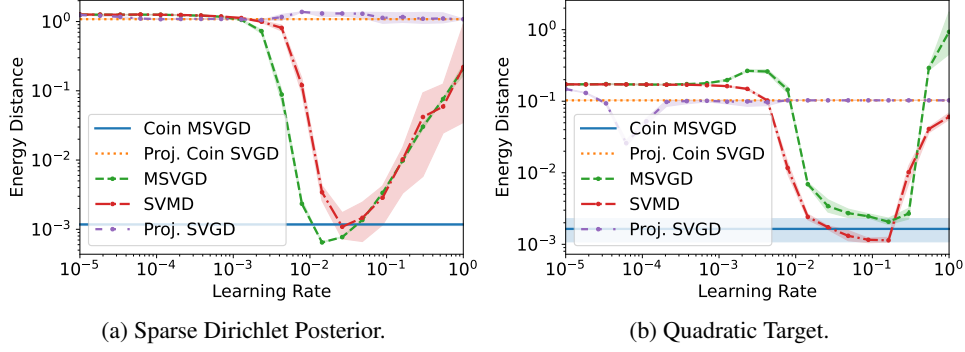 10^0
10^-1
10^-2
10^-3
Energy Distance
Coin MSVGD
Proj. Coin SVGD
MSVGD
SVMD
Proj. SVGD
10^-5 10^-4 10^-3 10^-2 10^-1 10^0
Learning Rate
(a) Sparse Dirichlet Posterior.
10^0
10^-1
10^-2
10^-3
Energy Distance
Coin MSVGD
Proj. Coin SVGD
MSVGD
SVMD
Proj. SVGD
10^-5 10^-4 10^-3 10^-2 10^-1 10^0
Learning Rate
(b) Quadratic Target.